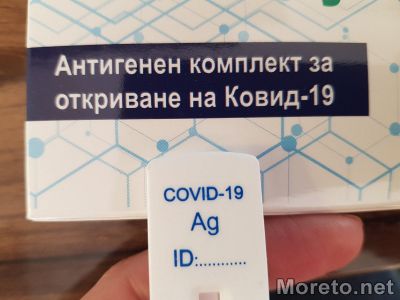 Антигенен комплект за
откриване на Ковид-19
COVID-19
Ag
ID:............
Moreto.net